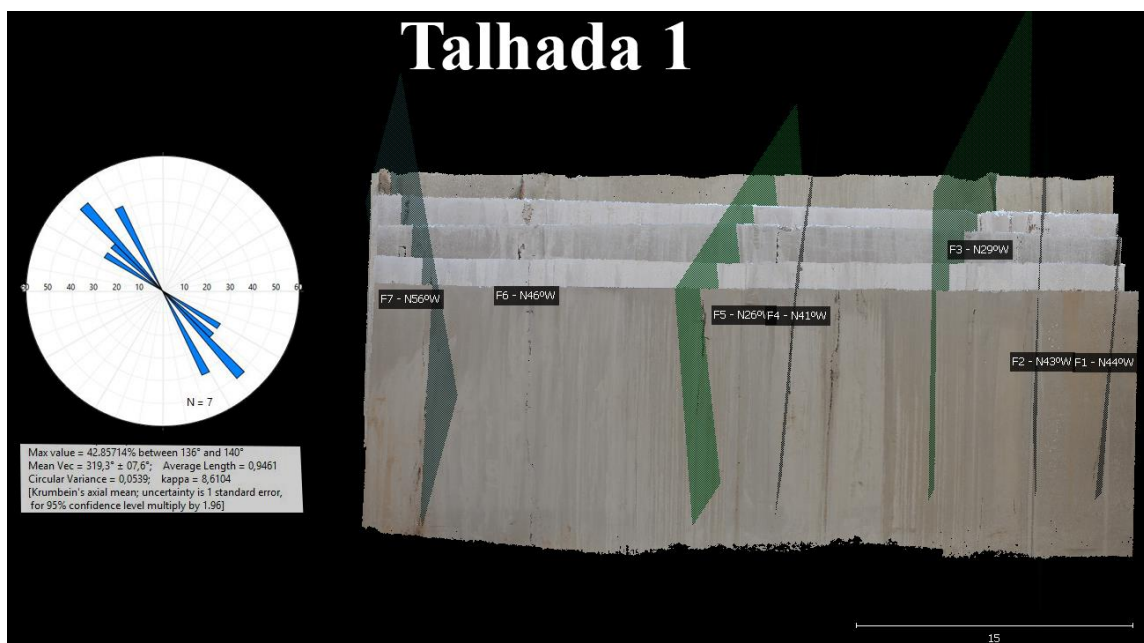 Talhada 1
60 50 40 30 20 10 10 20 30 40 50 60
N = 7
Max value = 42.85714% between 136° and 140°
Mean Vec = 319,3° ± 07,6°; Average Length = 0,9461
Circular Variance = 0,0539; kappa = 8,6104
[Krumbein's axial mean; uncertainty is 1 standard error,
for 95% confidence level multiply by 1.96]
F3 - N29ºW
F7 - N56ºW
F6 - N46ºW
F5 - N26º
F4 - N41ºW
F2 - N43ºW
F1 - N44ºW
15